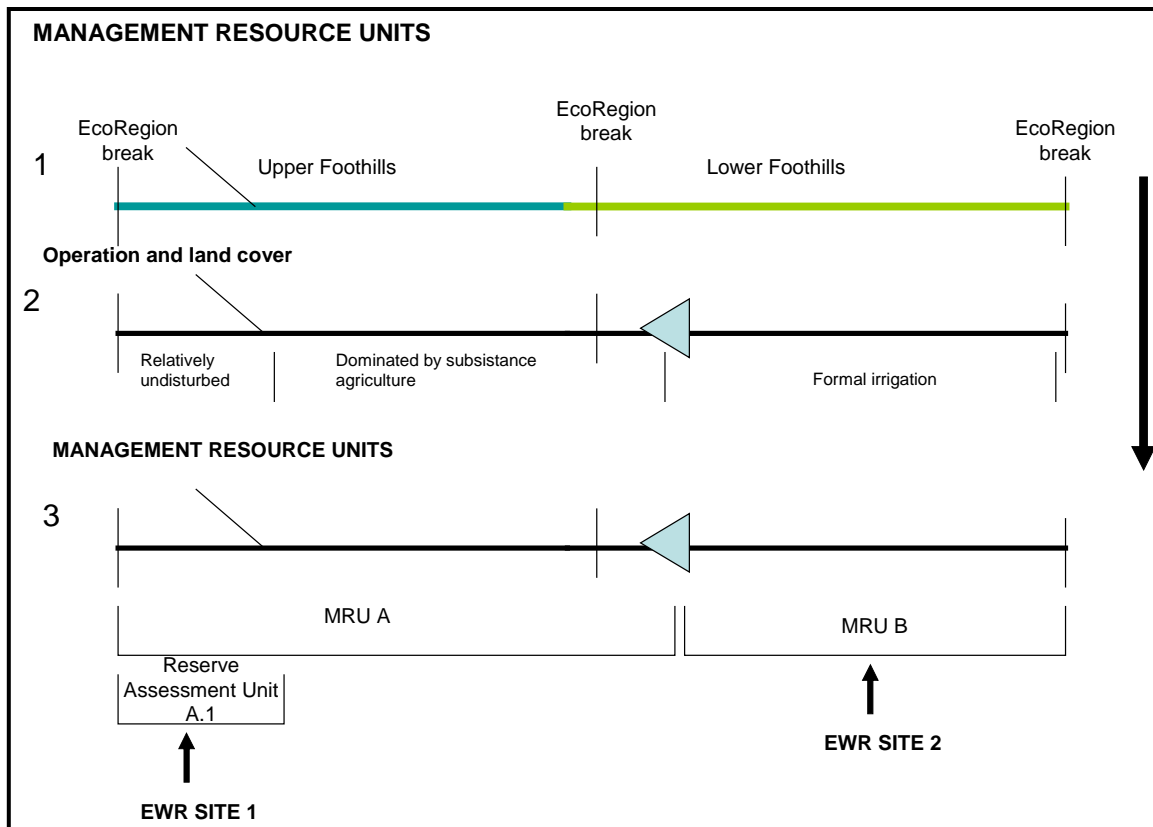 MANAGEMENT RESOURCE UNITS
EcoRegion
break
EcoRegion
break
EcoRegion
break
1
Upper Foothills
Lower Foothills
Operation and land cover
2
Relatively
undisturbed
Dominated by subsistance
agriculture
Formal irrigation
MANAGEMENT RESOURCE UNITS
3
MRU A
MRU B
Reserve
Assessment Unit
A.1
EWR SITE 2
EWR SITE 1